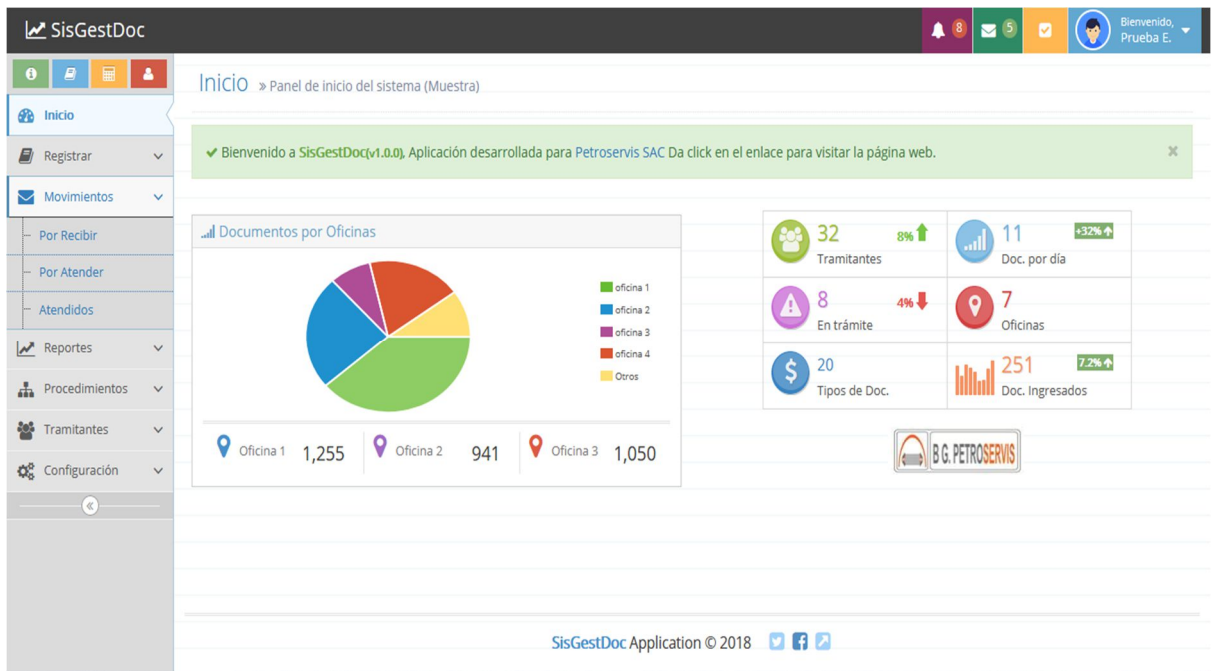 SisGestDoc
8
5
Bienvenido,
Prueba E.
Inicio » Panel de inicio del sistema (Muestra)
Inicio
Registrar
Movimientos
Por Recibir
Por Atender
Atendidos
Reportes
Procedimientos
Tramitantes
Configuración
Bienvenido a SisGestDoc(v1.0.0), Aplicación desarrollada para Petroservis SAC Da click en el enlace para visitar la página web.
Documentos por Oficinas
oficina 1
oficina 2
oficina 3
oficina 4
Otros
Oficina 1 1,255
Oficina 2 941
Oficina 3 1,050
32 8%
Tramitantes
11 +32%
Doc. por día
8 4%
En trámite
7
Oficinas
20
Tipos de Doc.
251 7.2%
Doc. Ingresados
B G. PETROSERVIS
SisGestDoc Application © 2018